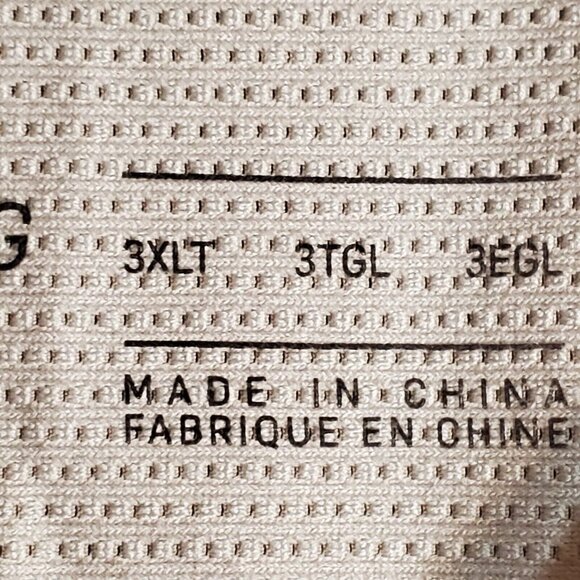 G
3XLT 3TGL 3EGL
MADE IN CHINA
FABRIQUE EN CHINE